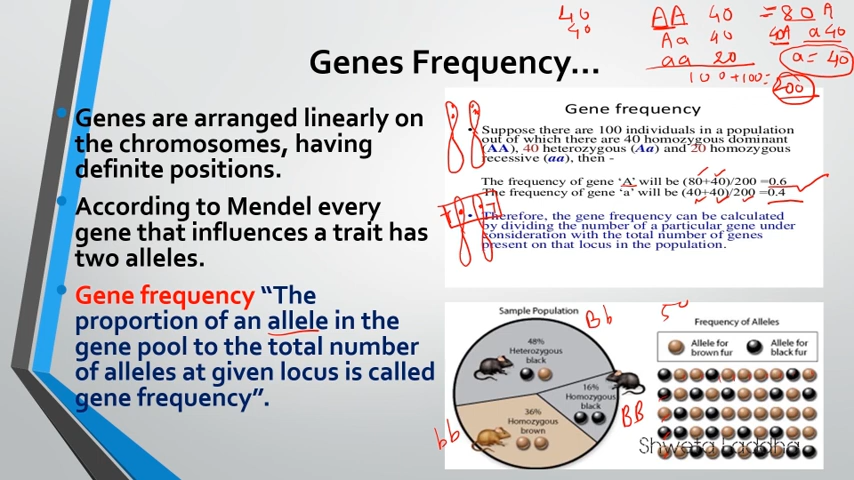 Genes Frequency...
40
40
AA 40 = 80 A
Aa 40 40A a 40
aa 20 a = 40
100 + 100 = 200
Genes are arranged linearly on
the chromosomes, having
definite positions.
According to Mendel every
gene that influences a trait has
two alleles.
Gene frequency “The
proportion of an allele in the
gene pool to the total number
of alleles at given locus is called
gene frequency”.
Gene frequency
Suppose there are 100 individuals in a population
out of which there are 40 homozygous dominant
(AA), 40 heterozygous (Aa) and 20 homozygous
recessive (aa), then -
The frequency of gene ‘A’ will be (80+40)/200 =0.6
The frequency of gene ‘a’ will be (40+40)/200 =0.4
Therefore, the gene frequency can be calculated
by dividing the number of a particular gene under
consideration with the total number of genes
present on that locus in the population.
Sample Population
Bb
48%
Heterozygous
black
16%
Homozygous
black
BB
36%
Homozygous
brown
bb
Frequency of Alleles
Allele for
brown fur
Allele for
black fur
Shweta